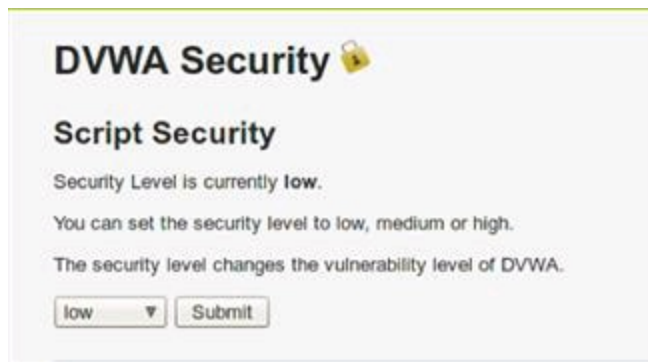 DVWA Security
Script Security
Security Level is currently low.
You can set the security level to low, medium or high.
The security level changes the vulnerability level of DVWA.
low Submit